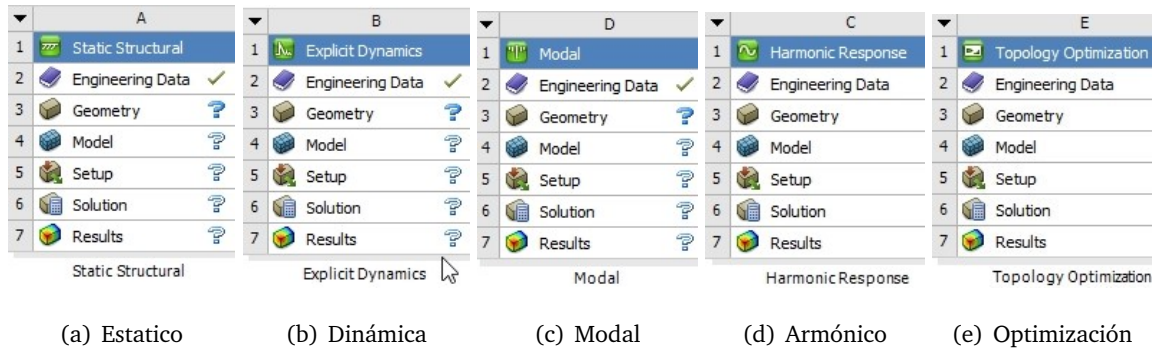 A
1 Static Structural
2 Engineering Data
3 Geometry
4 Model
5 Setup
6 Solution
7 Results
Static Structural
B
1 Explicit Dynamics
2 Engineering Data
3 Geometry
4 Model
5 Setup
6 Solution
7 Results
Explicit Dynamics
D
1 Modal
2 Engineering Data
3 Geometry
4 Model
5 Setup
6 Solution
7 Results
Modal
C
1 Harmonic Response
2 Engineering Data
3 Geometry
4 Model
5 Setup
6 Solution
7 Results
Harmonic Response
E
1 Topology Optimization
2 Engineering Data
3 Geometry
4 Model
5 Setup
6 Solution
7 Results
Topology Optimization
(a) Estatico
(b) Dinámica
(c) Modal
(d) Armónico
(e) Optimización